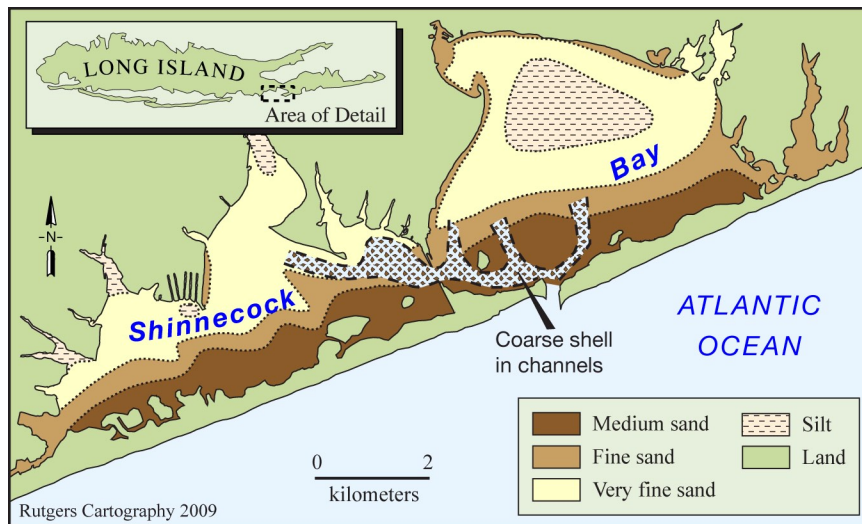 LONG ISLAND
Area of Detail
-N-
Bay
Shinnecock
ATLANTIC
OCEAN
Coarse shell
in channels
0 2
kilometers
Medium sand
Fine sand
Very fine sand
Silt
Land
Rutgers Cartography 2009